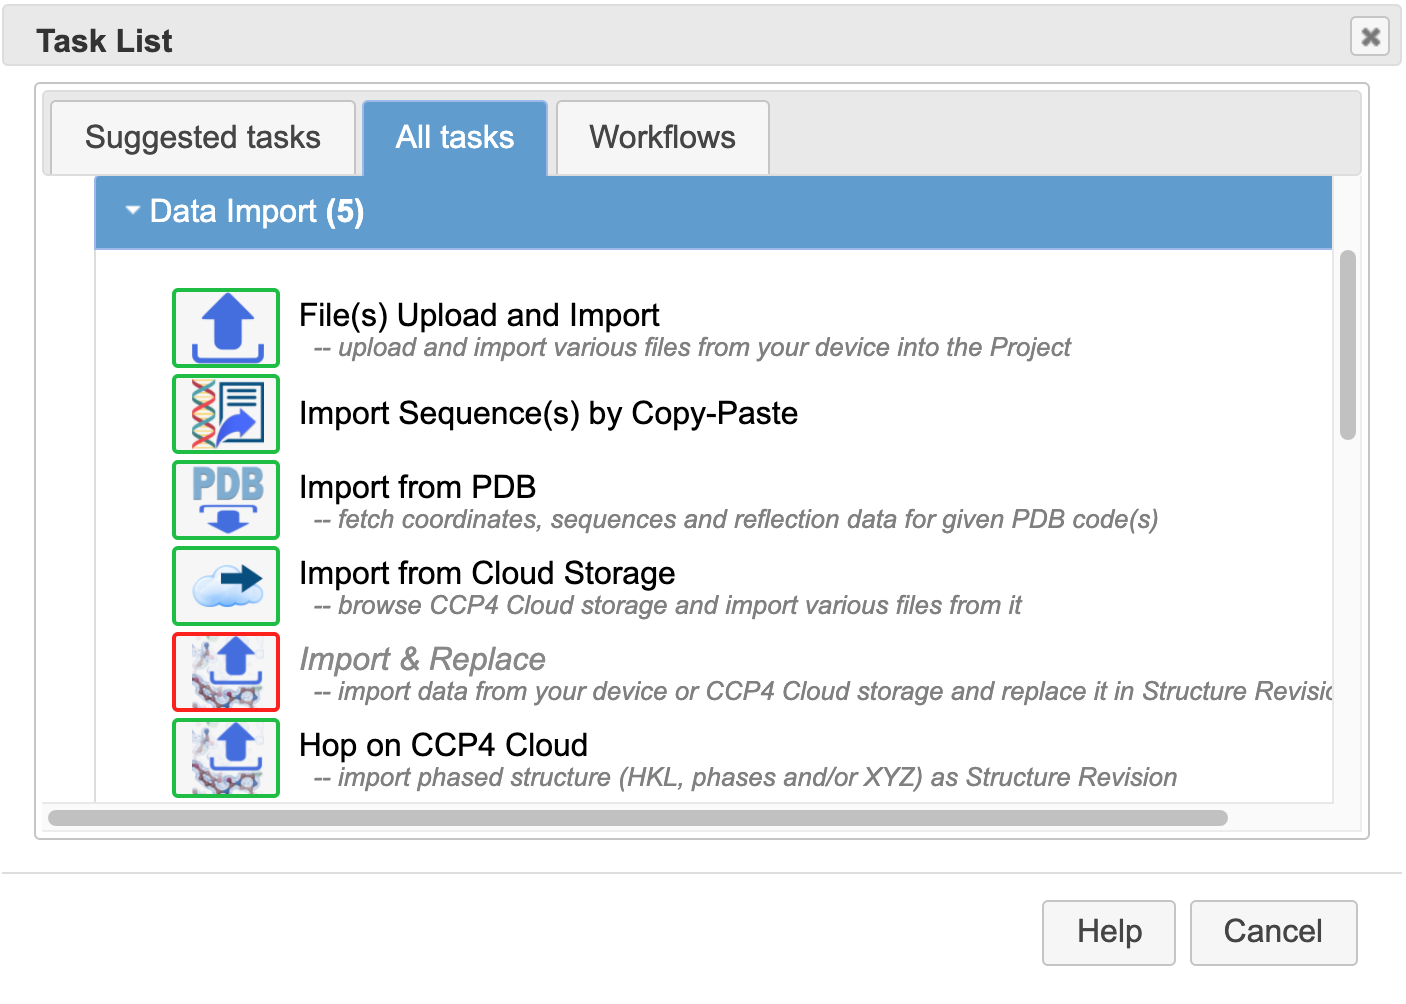 Task List
Suggested tasks
All tasks
Workflows
Data Import (5)
File(s) Upload and Import
-- upload and import various files from your device into the Project
Import Sequence(s) by Copy-Paste
PDB
Import from PDB
-- fetch coordinates, sequences and reflection data for given PDB code(s)
Import from Cloud Storage
-- browse CCP4 Cloud storage and import various files from it
Import & Replace
-- import data from your device or CCP4 Cloud storage and replace it in Structure
Hop on CCP4 Cloud
-- import phased structure (HKL, phases and/or XYZ) as Structure Revision
Help
Cancel